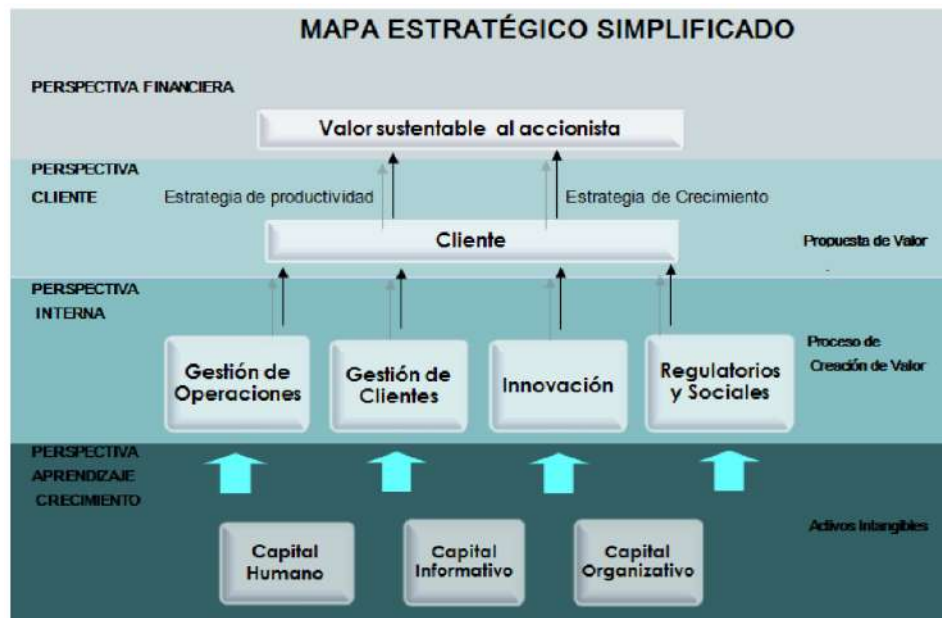 MAPA ESTRATÉGICO SIMPLIFICADO
PERSPECTIVA FINANCIERA
Valor sustentable al accionista
PERSPECTIVA
CLIENTE
Estrategia de productividad
Estrategia de Crecimiento
Cliente
Propuesta de Valor
PERSPECTIVA
INTERNA
Gestión de
Operaciones
Gestión de
Clientes
Innovación
Regulatorios
y Sociales
Proceso de
Creación de Valor
PERSPECTIVA
APRENDIZAJE
CRECIMIENTO
Capital
Humano
Capital
Informativo
Capital
Organizativo
Activos Intangibles